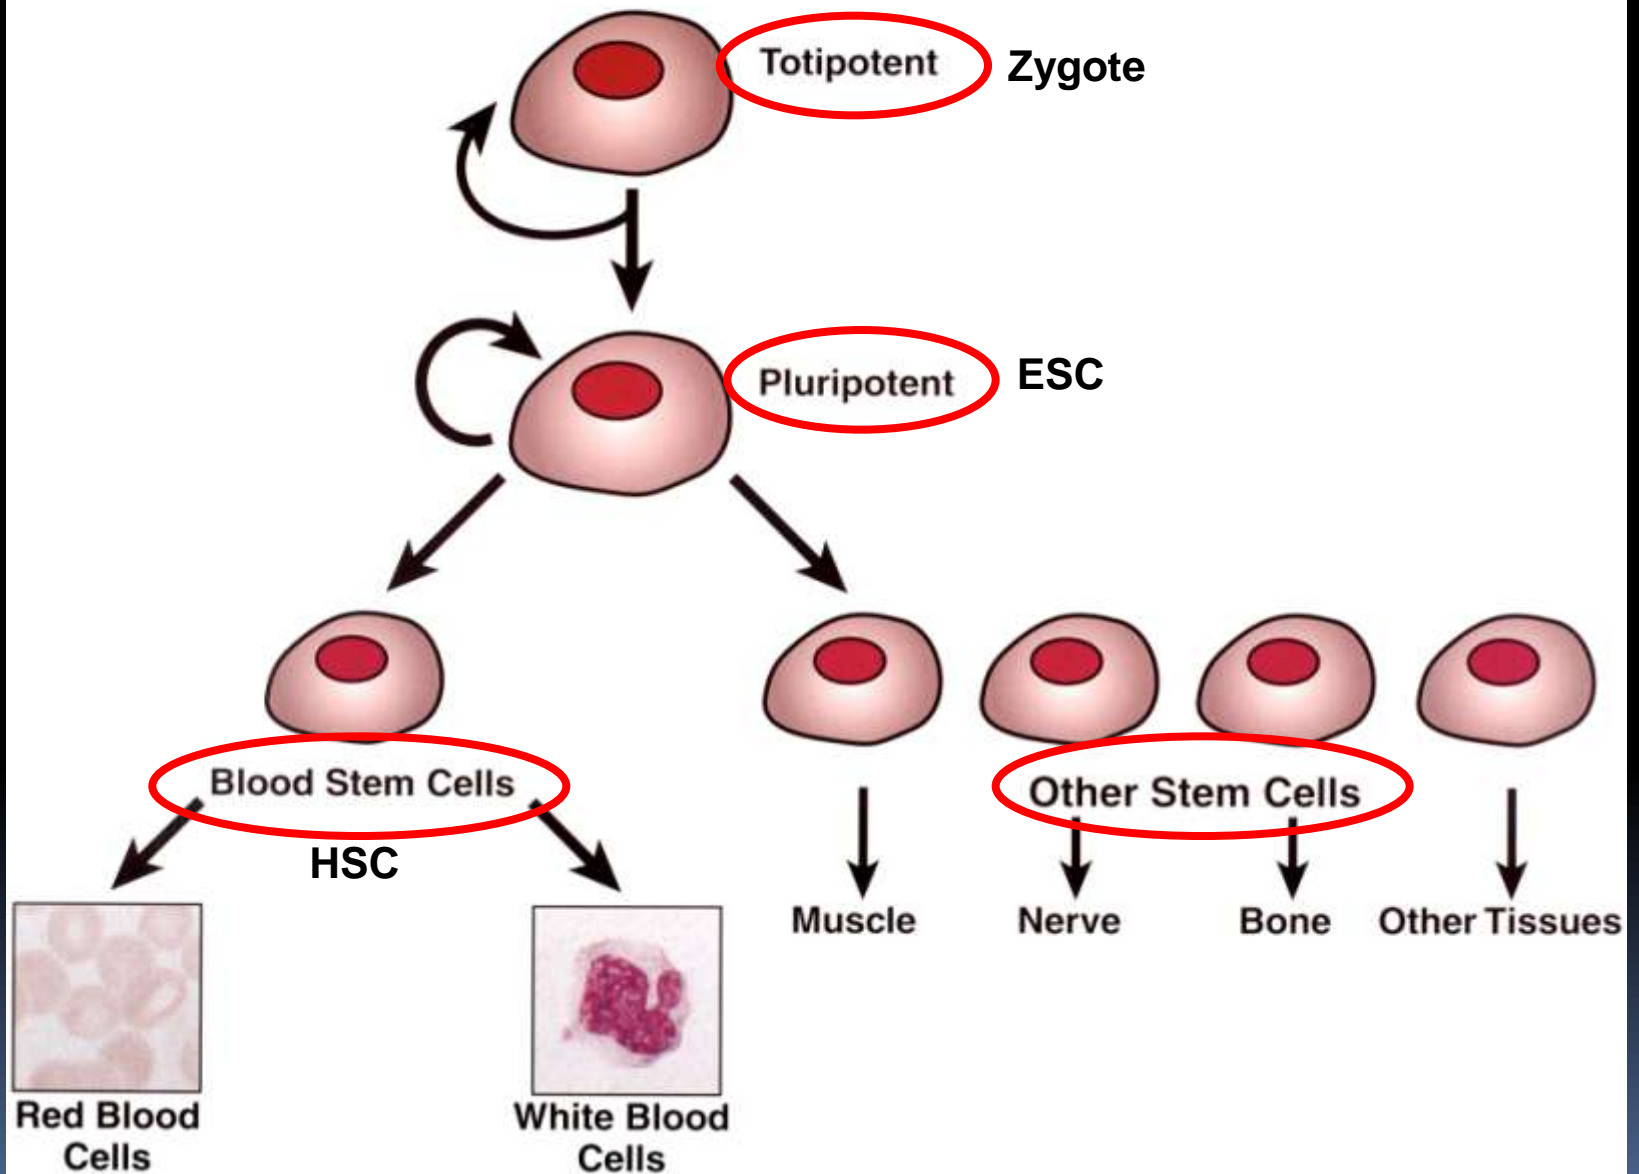 Totipotent
Zygote
Pluripotent
ESC
Blood Stem Cells
HSC
Other Stem Cells
Muscle
Nerve
Bone
Other Tissues
Red Blood
Cells
White Blood
Cells